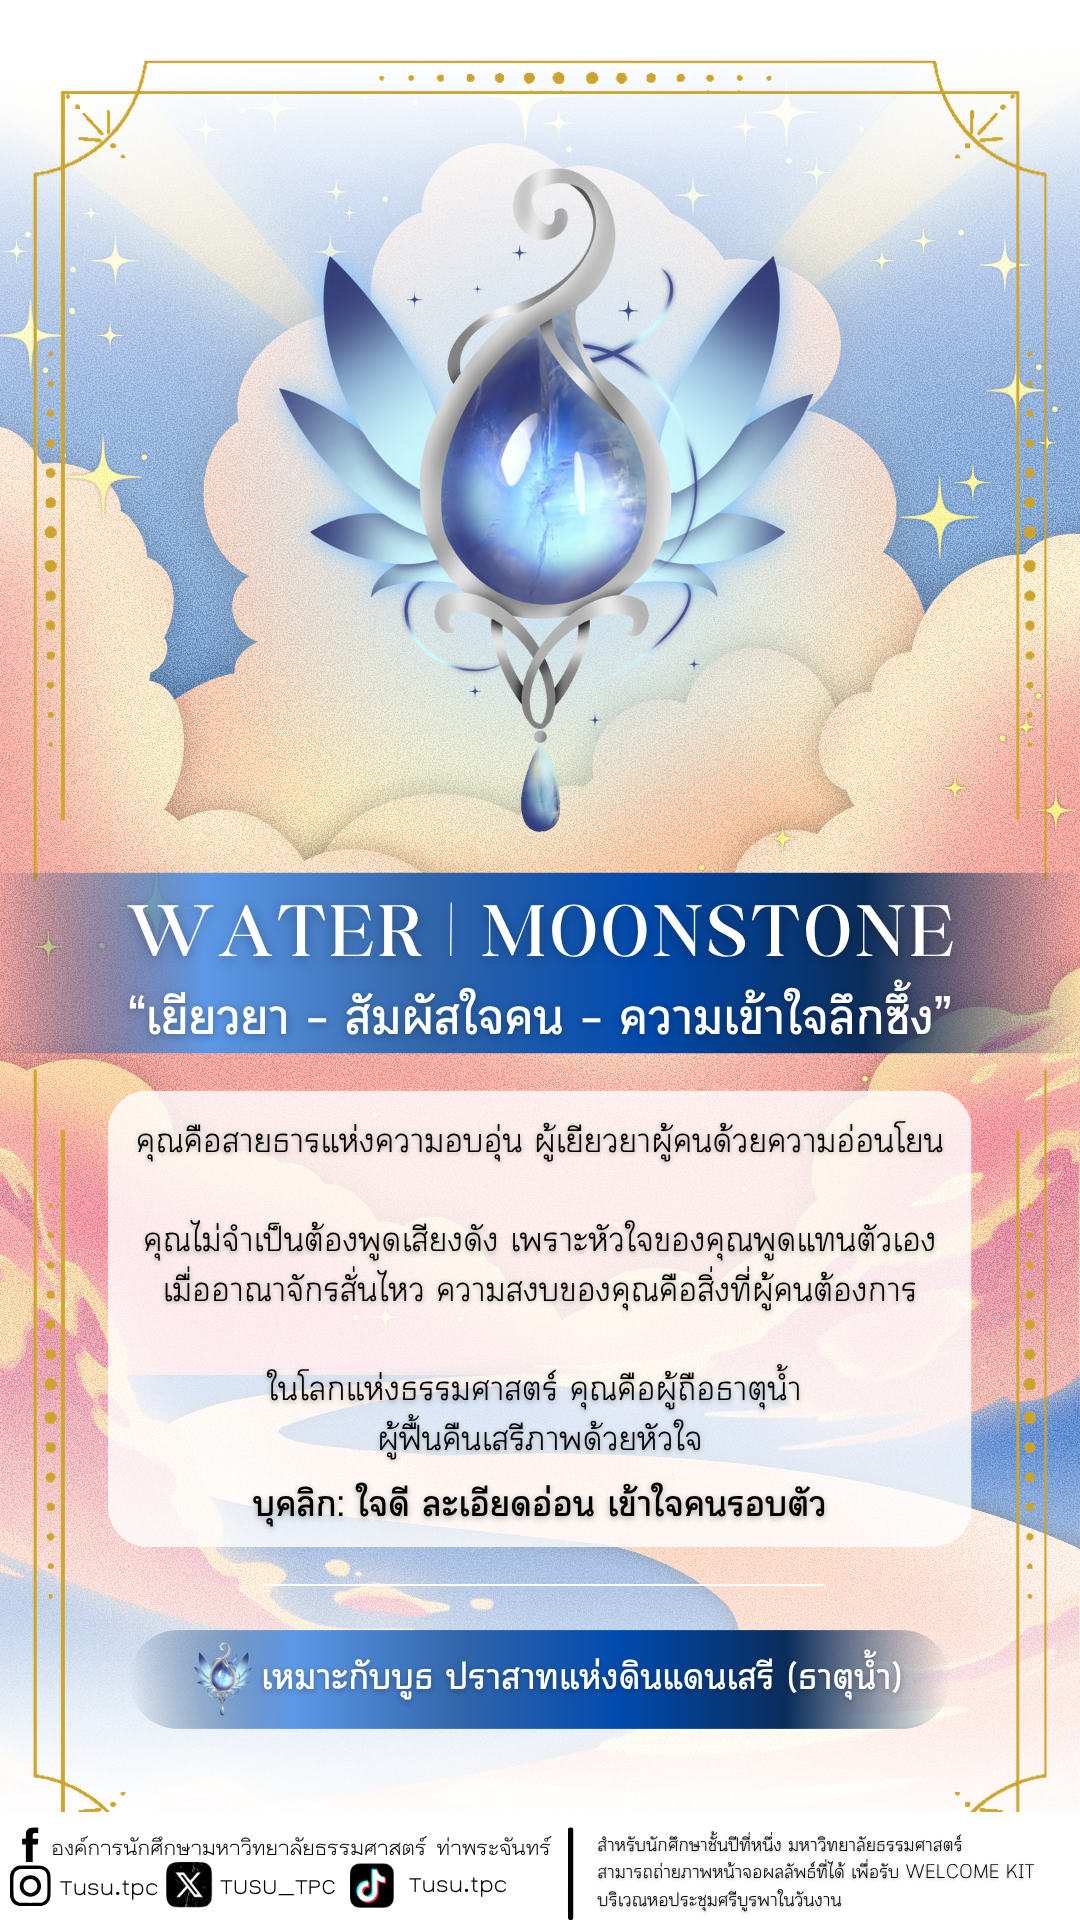 WATER | MOONSTONE
“เยียวยา - สัมผัสใจคน - ความเข้าใจลึกซึ้ง”
คุณคือสายธารแห่งความอบอุ่น ผู้เยียวยาผู้คนด้วยความอ่อนโยน
คุณไม่จำเป็นต้องพูดเสียงดัง เพราะหัวใจของคุณพูดแทนตัวเอง
เมื่ออาณาจักรสั่นไหว ความสงบของคุณคือสิ่งที่ผู้คนต้องการ
ในโลกแห่งธรรมศาสตร์ คุณคือผู้ถือธาตุน้ำ
ผู้ฟื้นคืนเสรีภาพด้วยหัวใจ
บุคลิก: ใจดี ละเอียดอ่อน เข้าใจคนรอบตัว
เหมาะกับบูธ ปราสาทแห่งดินแดนเสรี (ธาตุน้ำ)
องค์การนักศึกษามหาวิทยาลัยธรรมศาสตร์ ท่าพระจันทร์
Tusu.tpc TUSU_TPC Tusu.tpc
สำหรับนักศึกษาชั้นปีที่หนึ่ง มหาวิทยาลัยธรรมศาสตร์
สามารถถ่ายภาพหน้าจอผลลัพธ์ที่ได้ เพื่อรับ WELCOME KIT
บริเวณหอประชุมศรีบูรพาในวันงาน